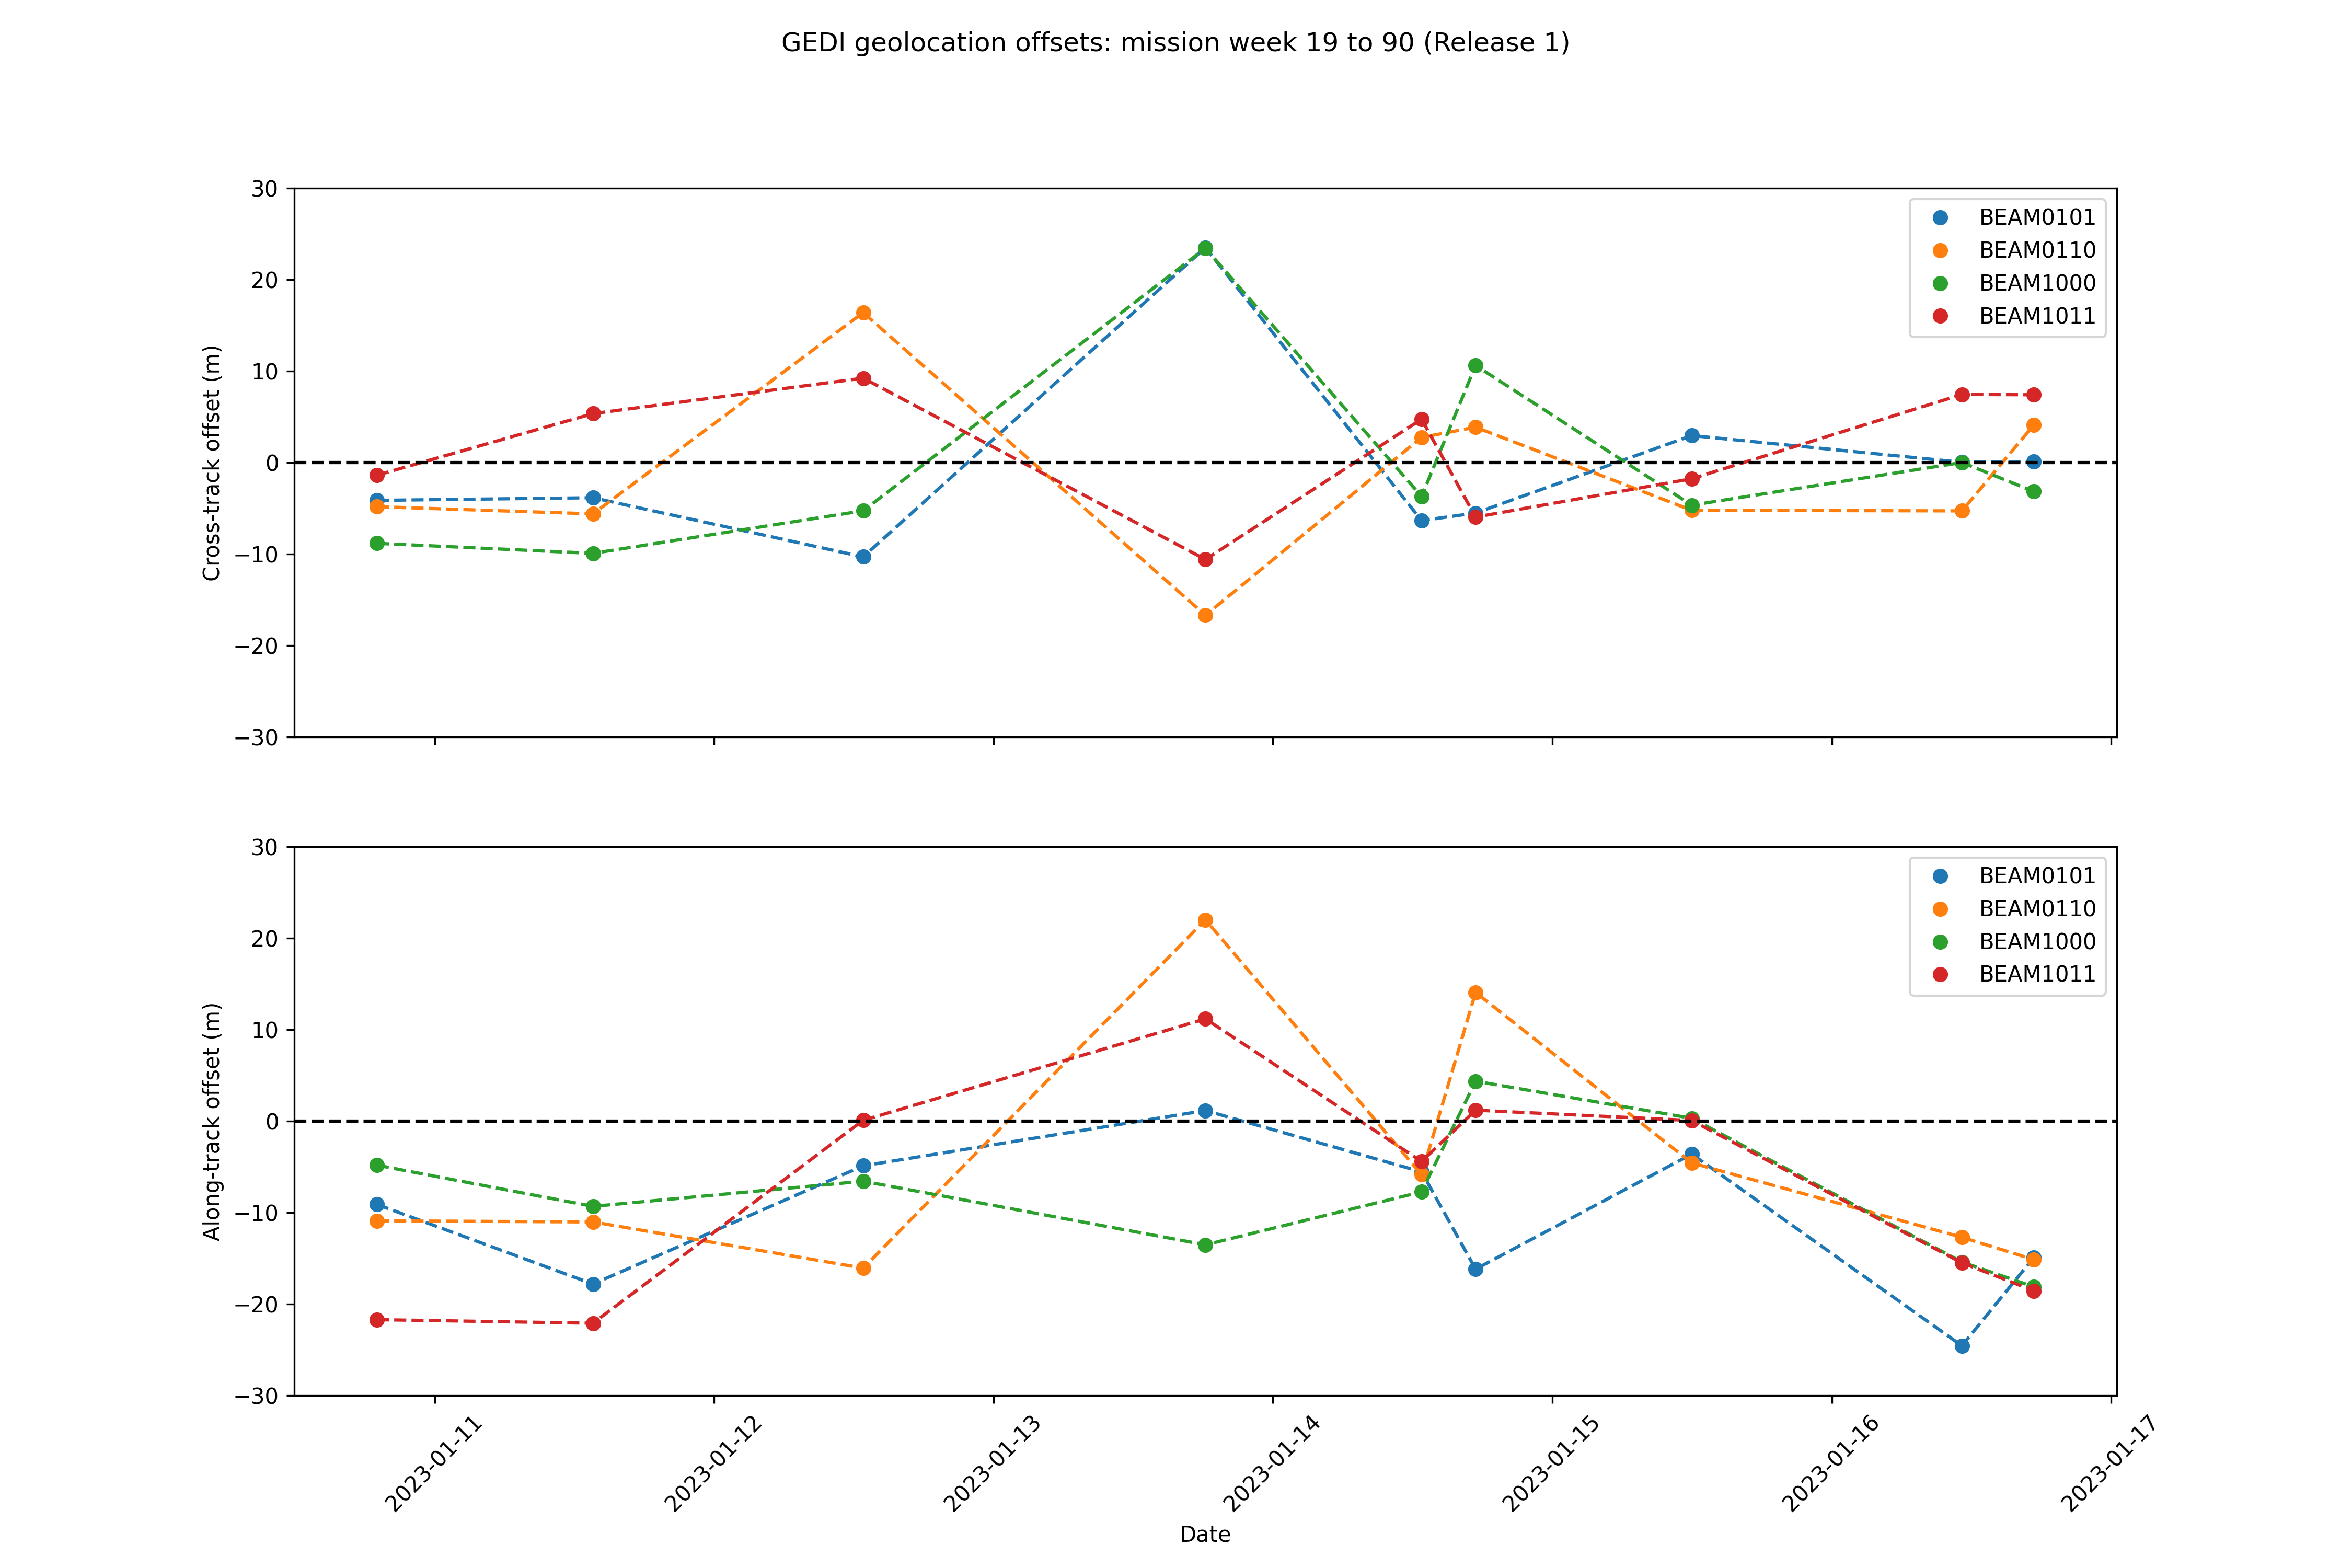 GEDI geolocation offsets: mission week 19 to 90 (Release 1)
30
20
10
0
−10
−20
−30
Cross-track offset (m)
BEAM0101
BEAM0110
BEAM1000
BEAM1011
30
20
10
0
−10
−20
−30
Along-track offset (m)
BEAM0101
BEAM0110
BEAM1000
BEAM1011
2023-01-11
2023-01-12
2023-01-13
2023-01-14
2023-01-15
2023-01-16
2023-01-17
Date